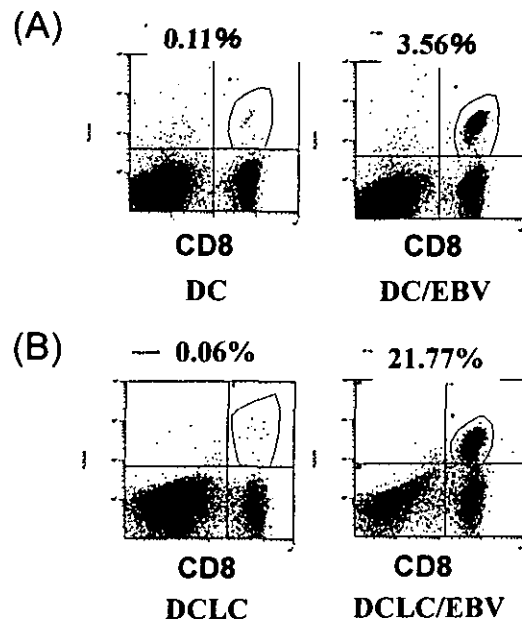 (A)
0.11%
3.56%
CD8
CD8
DC
DC/EBV
(B)
0.06%
21.77%
CD8
CD8
DCLC
DCLC/EBV